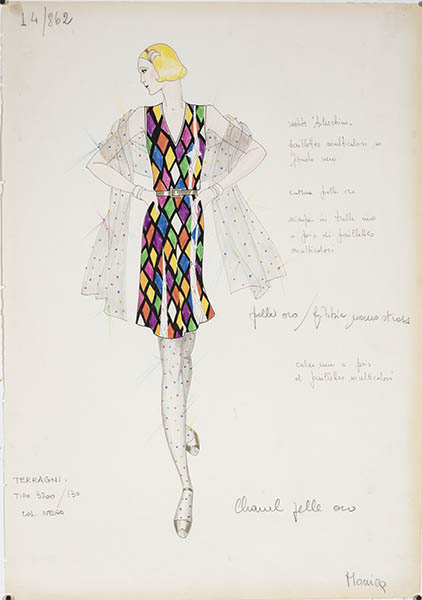 14/862
vestito "Arlecchino"
paillettes multicolori su
fondo nero
cintura pelle oro
sciarpa in tulle nero
a pois di paillettes
multicolori
pelle oro / fibbia strass
calze nere a pois
di paillettes multicolori
TERRAGNI.
TIPO 3200/130
COL. NERO
Chanel pelle oro
Monica